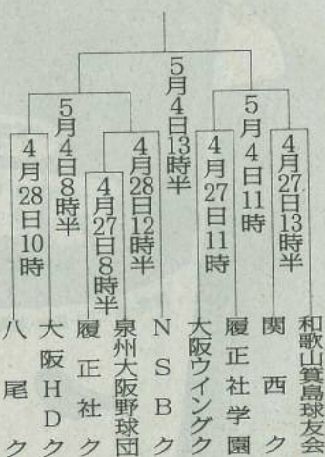 5月4日13時半
5月4日11時
5月4日8時半
4月27日13時半
4月27日11時
4月28日12時半
4月27日8時半
4月28日10時
和歌山箕島球友会
関西ク
履正社学園
大阪ウイングク
NSBク
泉州大阪野球団
履正社ク
大阪HDク
八尾ク